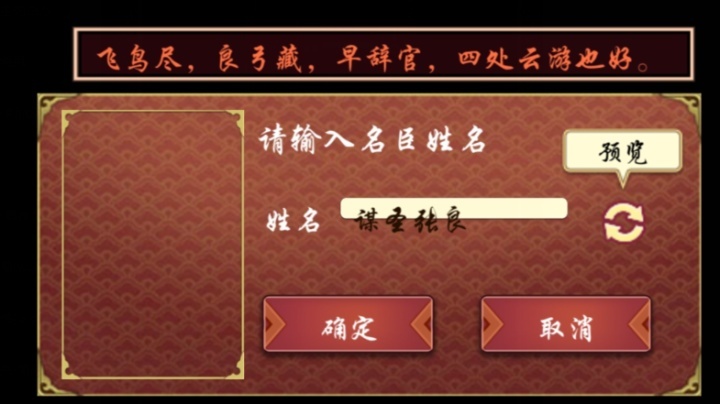 飞鸟尽，良弓藏，早辞官，四处云游也好。
请输入名臣姓名
预览
姓名 谋圣张良
确定 取消